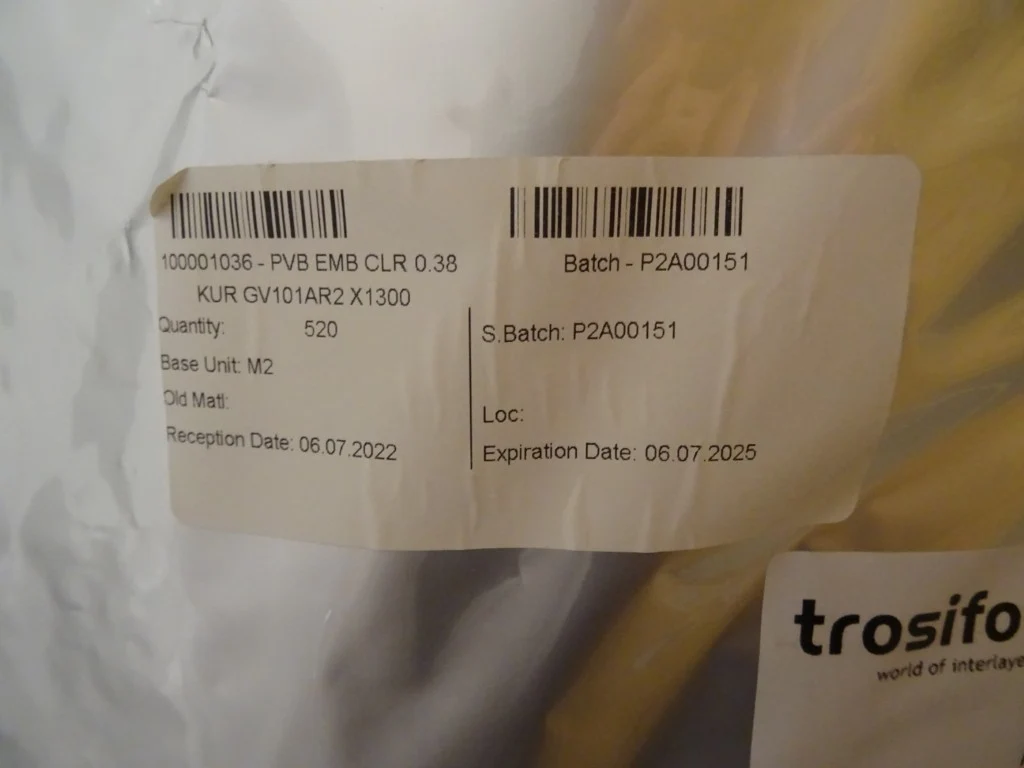 100001036 - PVB EMB CLR 0.38
KUR GV101AR2 X1300
Quantity: 520
Base Unit: M2
Old Matl:
Reception Date: 06.07.2022
Batch - P2A00151
S.Batch: P2A00151
Loc:
Expiration Date: 06.07.2025
trosifo
world of interlaye